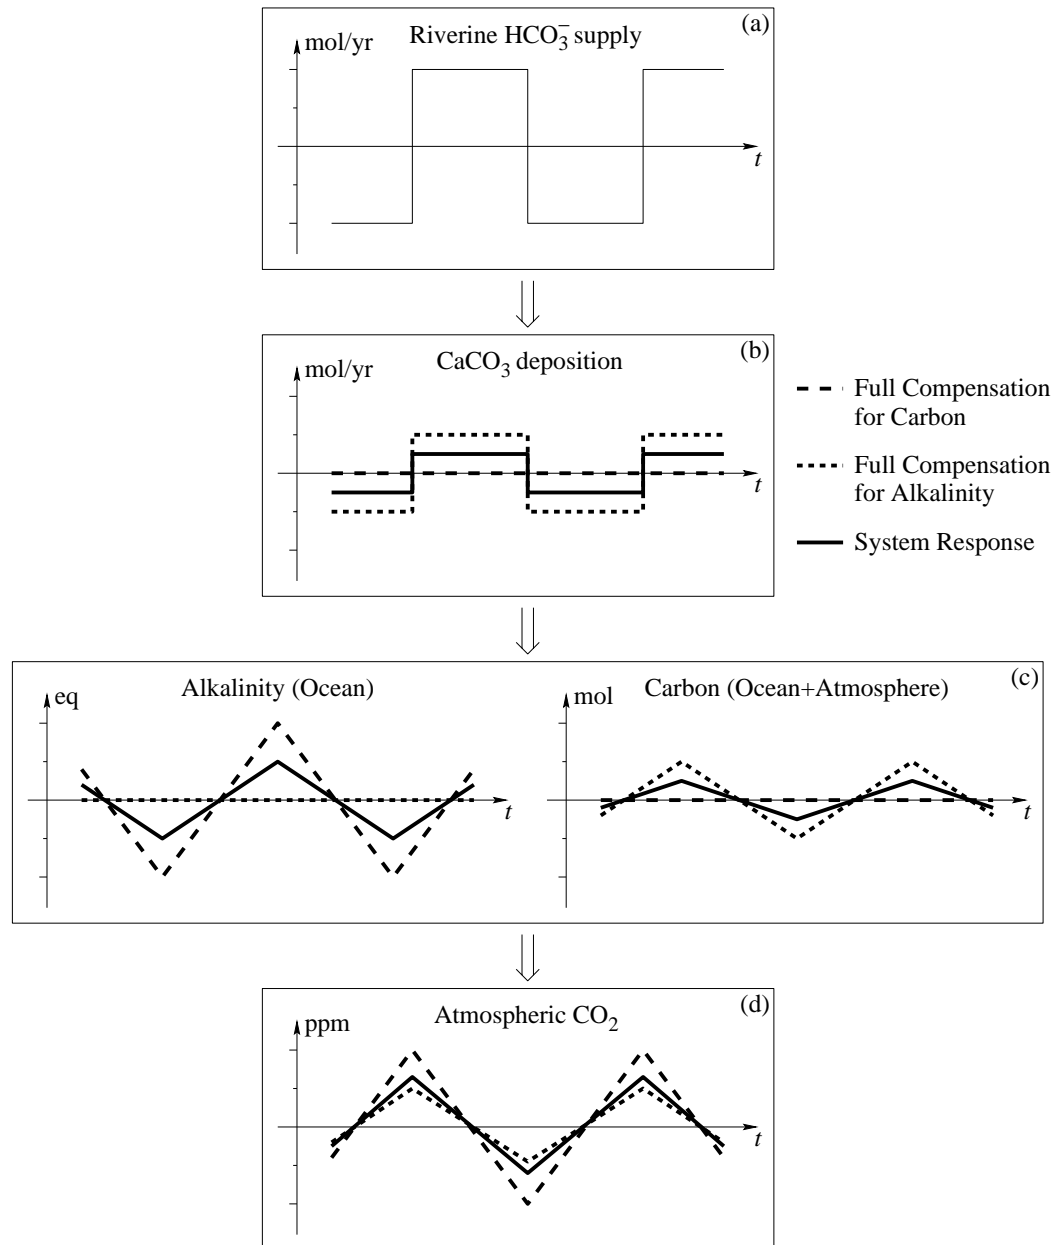 (a)
mol/yr
Riverine HCO₃⁻ supply
t
(b)
mol/yr
CaCO₃ deposition
t
Full Compensation
for Carbon
Full Compensation
for Alkalinity
System Response
(c)
eq
Alkalinity (Ocean)
t
mol
Carbon (Ocean+Atmosphere)
t
(d)
ppm
Atmospheric CO₂
t